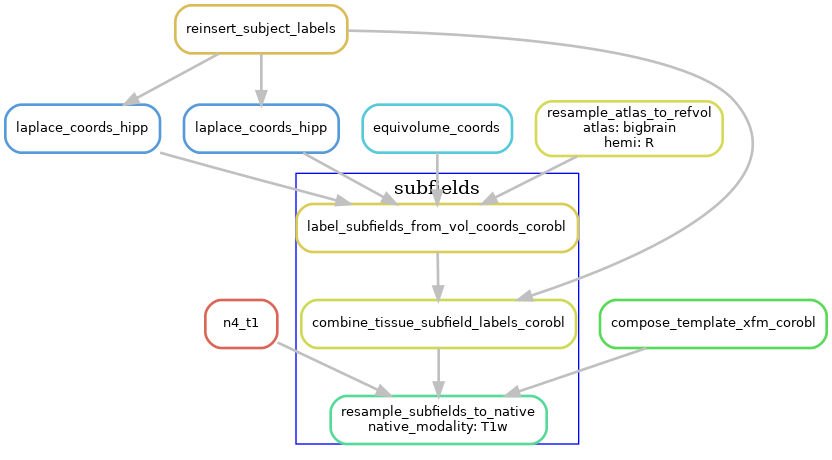 reinsert_subject_labels
laplace_coords_hipp
laplace_coords_hipp
equivolume_coords
resample_atlas_to_refvol
atlas: bigbrain
hemi: R
subfields
label_subfields_from_vol_coords_corobl
n4_t1
combine_tissue_subfield_labels_corobl
compose_template_xfm_corobl
resample_subfields_to_native
native_modality: T1w